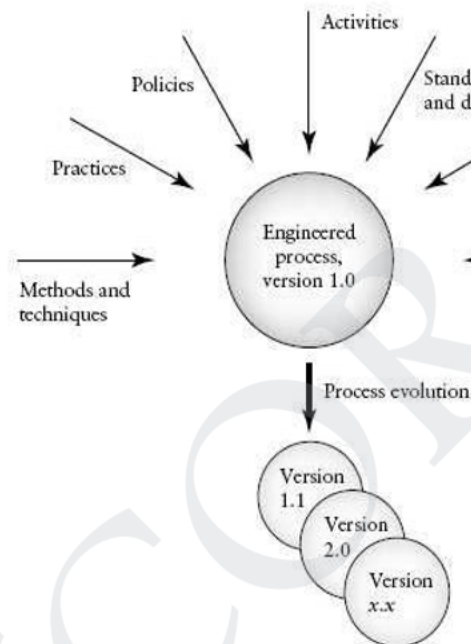 Activities
Policies
Practices
Methods and
techniques
Engineered
process,
version 1.0
Process evolution
Version
1.1
Version
2.0
Version
x.x